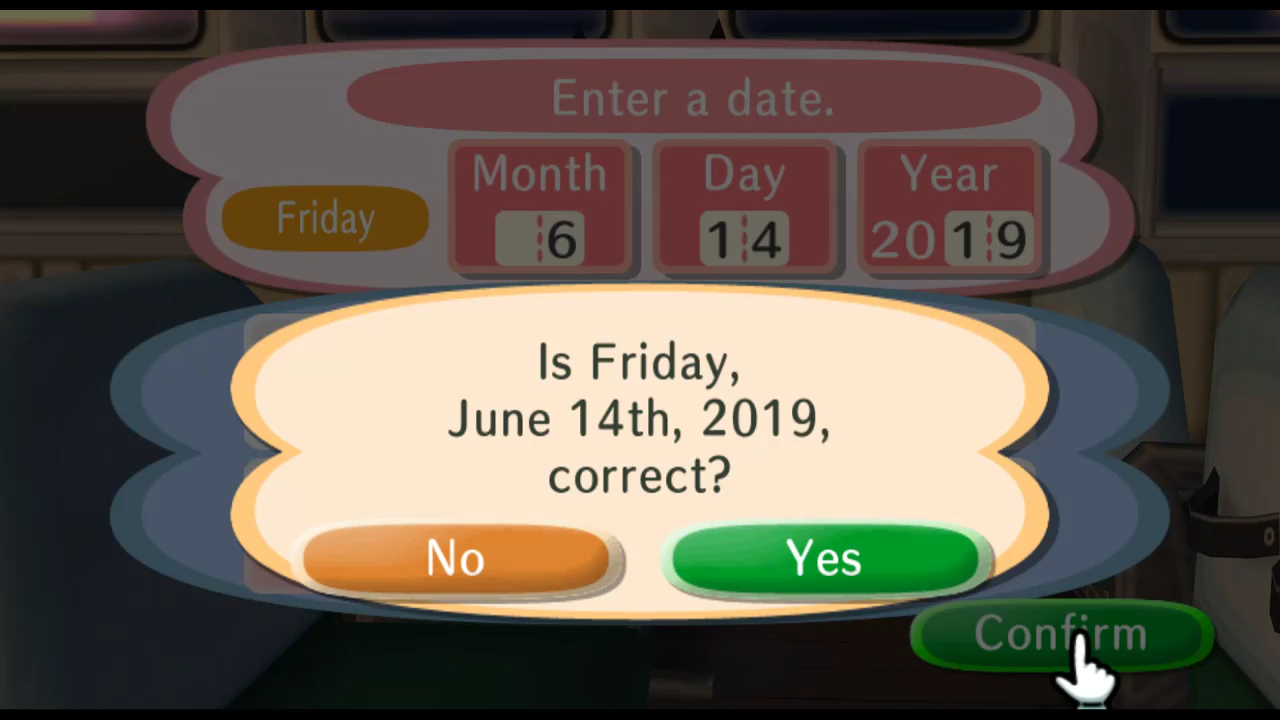 Enter a date.
Month Day Year
Friday 6 14 2019
Is Friday,
June 14th, 2019,
correct?
No Yes
Confirm